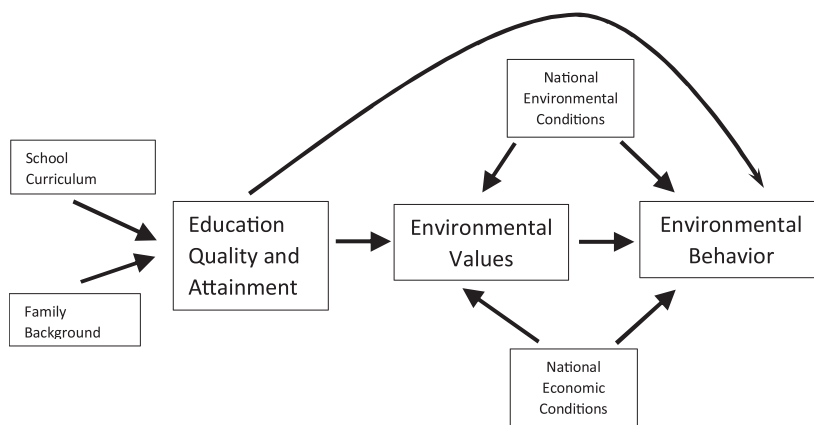 National
Environmental
Conditions
School
Curriculum
Education
Quality and
Attainment
Environmental
Values
Environmental
Behavior
Family
Background
National
Economic
Conditions